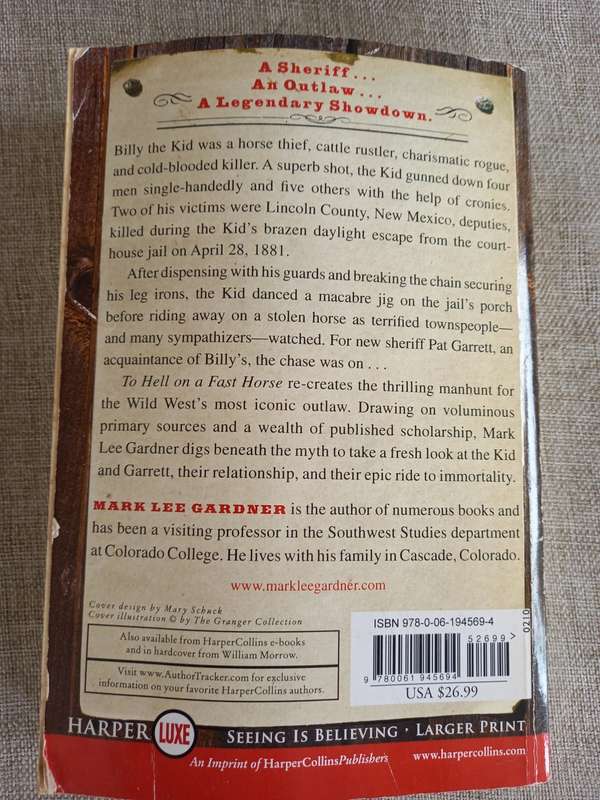 A Sheriff . . .
An Outlaw . . .
A Legendary Showdown.
Billy the Kid was a horse thief, cattle rustler, charismatic rogue,
and cold-blooded killer. A superb shot, the Kid gunned down four
men single-handedly and five others with the help of cronies.
Two of his victims were Lincoln County, New Mexico, deputies,
killed during the Kid's brazen daylight escape from the court-
house jail on April 28, 1881.
After dispensing with his guards and breaking the chain securing
his leg irons, the Kid danced a macabre jig on the jail's porch
before riding away on a stolen horse as terrified townspeople—
and many sympathizers—watched. For new sheriff Pat Garrett, an
acquaintance of Billy's, the chase was on . . .
To Hell on a Fast Horse re-creates the thrilling manhunt for
the Wild West's most iconic outlaw. Drawing on voluminous
primary sources and a wealth of published scholarship, Mark
Lee Gardner digs beneath the myth to take a fresh look at the Kid
and Garrett, their relationship, and their epic ride to immortality.
MARK LEE GARDNER is the author of numerous books and
has been a visiting professor in the Southwest Studies department
at Colorado College. He lives with his family in Cascade, Colorado.
www.markleegardner.com
Cover design by Mary Schuck
Cover illustration © by The Granger Collection
Also available from HarperCollins e-books
and in hardcover from William Morrow.
Visit www.AuthorTracker.com for exclusive
information on your favorite HarperCollins authors.
ISBN 978-0-06-194569-4
52699>
9 780061 945694
USA $26.99
0210
HARPER LUXE SEEING IS BELIEVING · LARGER PRINT
An Imprint of HarperCollinsPublishers www.harpercollins.com